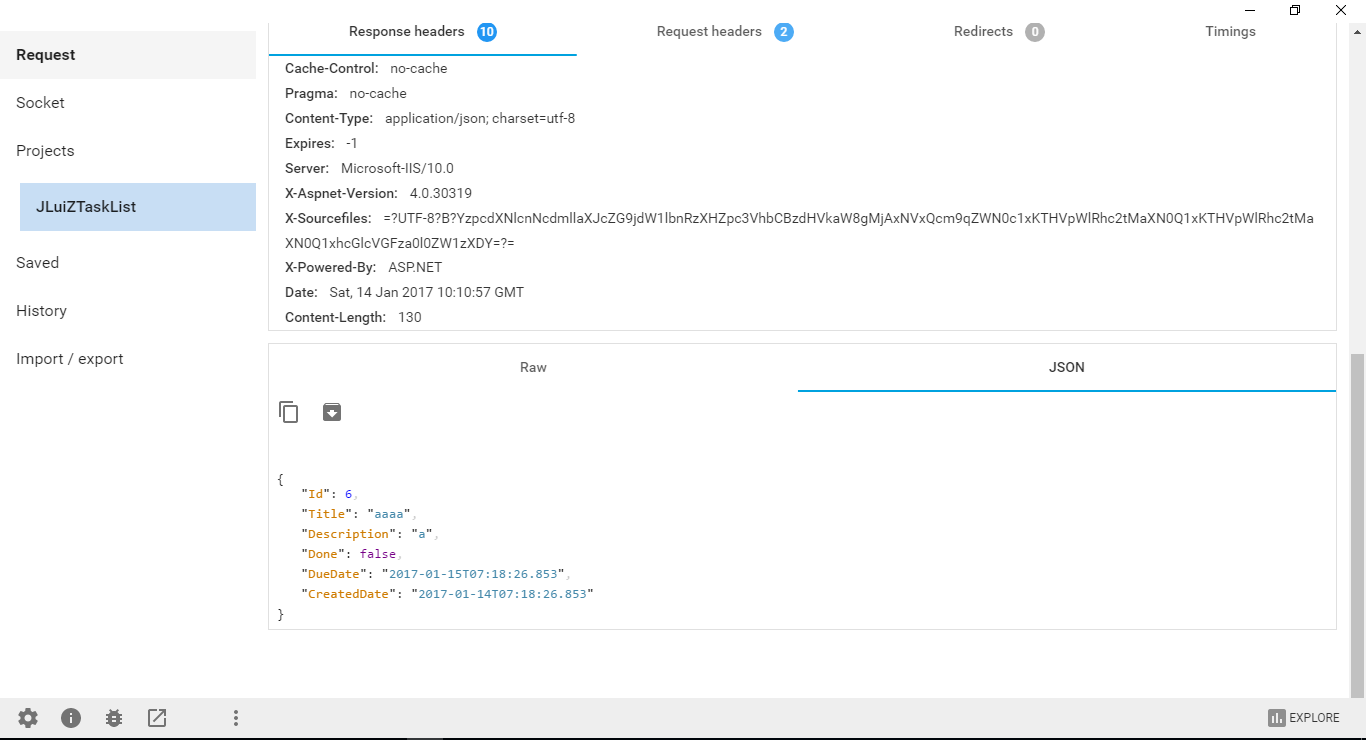 Request
Socket
Projects
JLuiZTaskList
Saved
History
Import / export
Response headers 10 Request headers 2 Redirects 0 Timings
Cache-Control: no-cache
Pragma: no-cache
Content-Type: application/json; charset=utf-8
Expires: -1
Server: Microsoft-IIS/10.0
X-Aspnet-Version: 4.0.30319
X-Sourcefiles: =?UTF-8?B?YzpcdXNlcnNcdmllaXJcZG9jdW1lbnRzXHZpc3VhbCBzdHVkaW8gMjAxNVxQcm9qZWN0c1xKTHVpWlRhc2tMaXN0Q1xKTHVpWlRhc2tMa
XN0Q1xhcGlcVGFza0l0ZW1zXDY=?=
X-Powered-By: ASP.NET
Date: Sat, 14 Jan 2017 10:10:57 GMT
Content-Length: 130
Raw JSON
{
"Id": 6,
"Title": "aaaa",
"Description": "a",
"Done": false,
"DueDate": "2017-01-15T07:18:26.853",
"CreatedDate": "2017-01-14T07:18:26.853"
}
EXPLORE